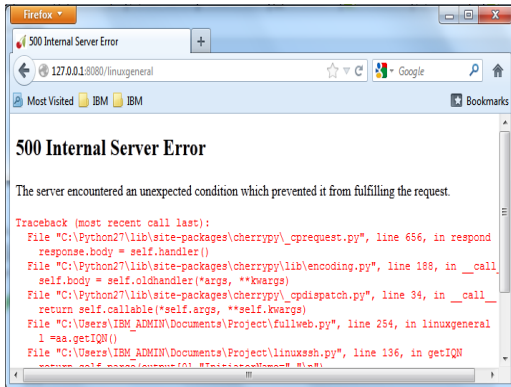 Firefox
500 Internal Server Error
127.0.0.1:8080/linuxgeneral
Google
Most Visited IBM IBM Bookmarks
500 Internal Server Error
The server encountered an unexpected condition which prevented it from fulfilling the request.
Traceback (most recent call last):
File "C:\Python27\lib\site-packages\cherrypy\_cprequest.py", line 656, in respond
response.body = self.handler()
File "C:\Python27\lib\site-packages\cherrypy\lib\encoding.py", line 188, in __call_
self.body = self.oldhandler(*args, **kwargs)
File "C:\Python27\lib\site-packages\cherrypy\_cpdispatch.py", line 34, in __call__
return self.callable(*self.args, **self.kwargs)
File "C:\Users\IBM_ADMIN\Documents\Project\fullweb.py", line 254, in linuxgeneral
l =aa.getIQN()
File "C:\Users\IBM_ADMIN\Documents\Project\linuxssh.py", line 136, in getIQN
return self.parse(output[0],"InitiatorName=","\n")